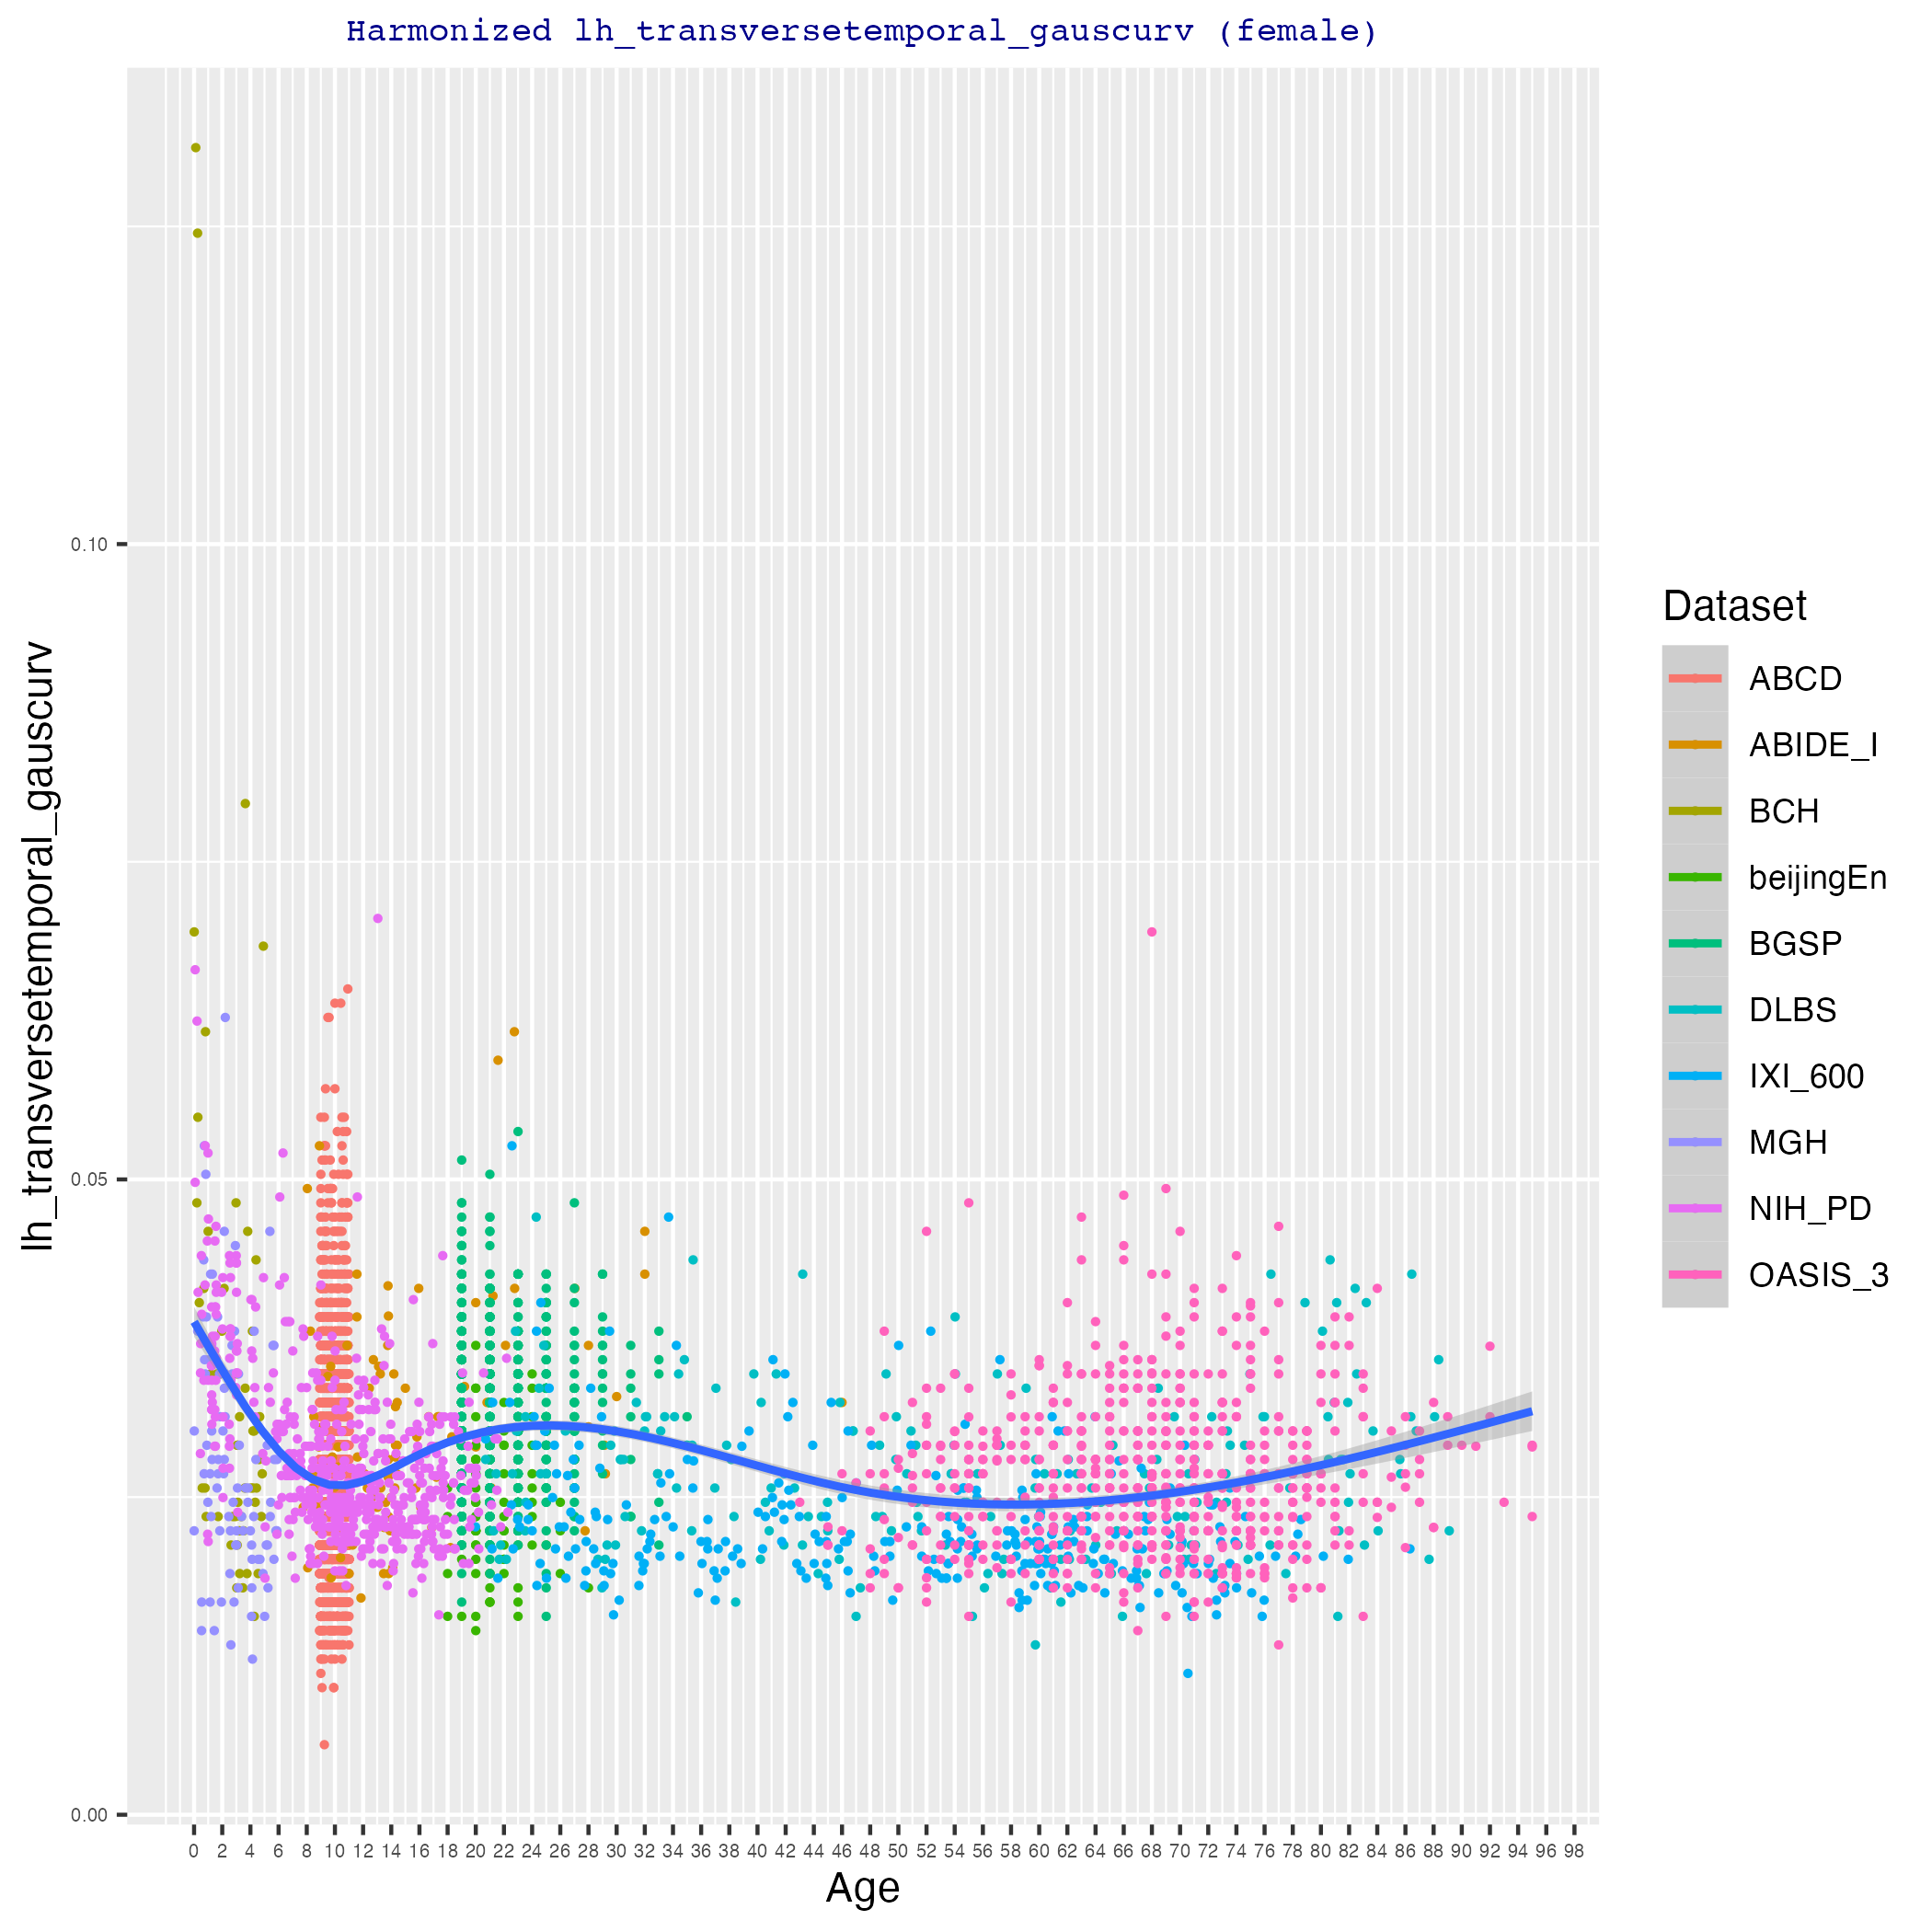 Harmonized lh_transversetemporal_gauscurv (female)
lh_transversetemporal_gauscurv
0.10
0.05
0.00
0 2 4 6 8 10 12 14 16 18 20 22 24 26 28 30 32 34 36 38 40 42 44 46 48 50 52 54 56 58 60 62 64 66 68 70 72 74 76 78 80 82 84 86 88 90 92 94 96 98
Age
Dataset
ABCD
ABIDE_I
BCH
beijingEn
BGSP
DLBS
IXI_600
MGH
NIH_PD
OASIS_3